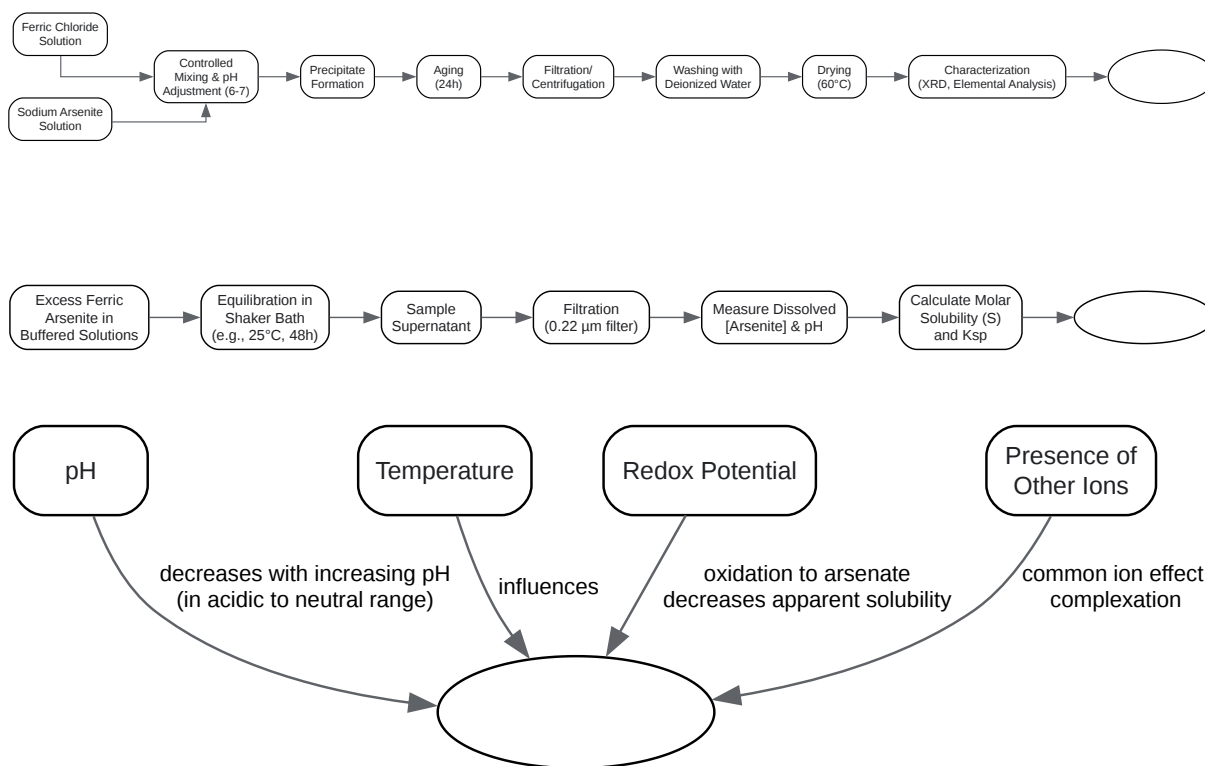 Ferric Chloride
Solution
Sodium Arsenite
Solution
Controlled
Mixing & pH
Adjustment (6-7)
Precipitate
Formation
Aging
(24h)
Filtration/
Centrifugation
Washing with
Deionized Water
Drying
(60°C)
Characterization
(XRD, Elemental Analysis)
Excess Ferric
Arsenite in
Buffered Solutions
Equilibration in
Shaker Bath
(e.g., 25°C, 48h)
Sample
Supernatant
Filtration
(0.22 µm filter)
Measure Dissolved
[Arsenite] & pH
Calculate Molar
Solubility (S)
and Ksp
pH
Temperature
Redox Potential
Presence of
Other Ions
decreases with increasing pH
(in acidic to neutral range)
influences
oxidation to arsenate
decreases apparent solubility
common ion effect
complexation